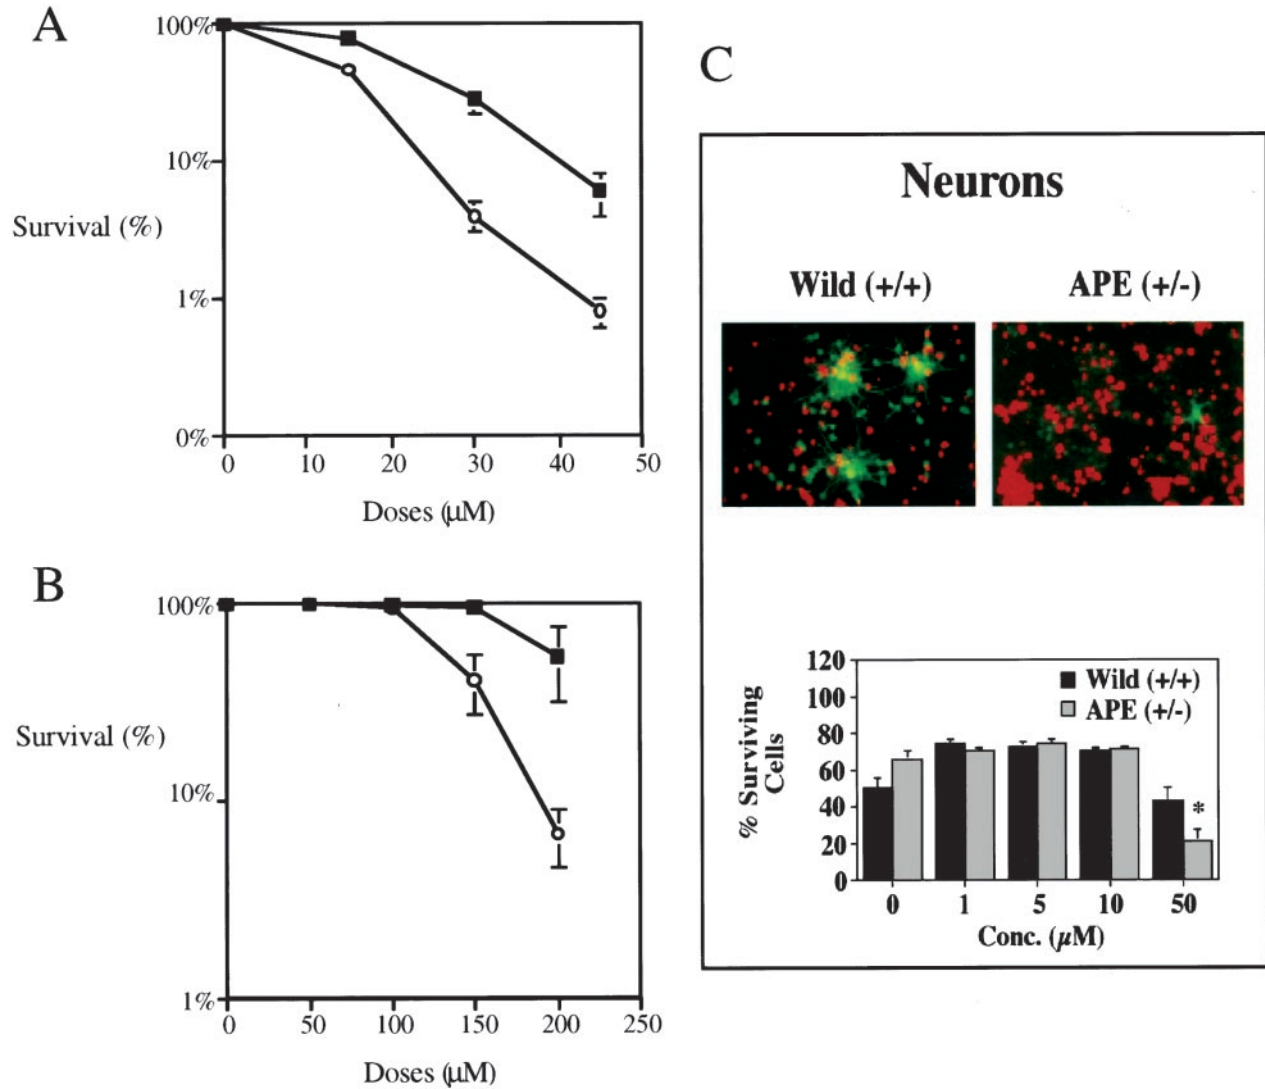 A
100%
10%
Survival (%)
1%
0%
0 10 20 30 40 50
Doses (μM)
B
100%
Survival (%)
10%
1%
0 50 100 150 200 250
Doses (μM)
C
Neurons
Wild (+/+) APE (+/-)
120
100
80
60
40
20
0
% Surviving
Cells
Wild (+/+)
APE (+/-)
*
0 1 5 10 50
Conc. (μM)